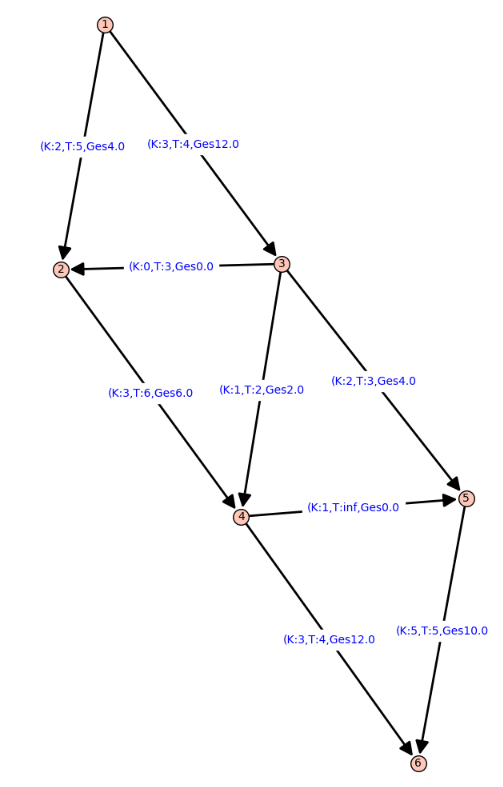 1
(K:2,T:5,Ges4.0
(K:3,T:4,Ges12.0
3
(K:0,T:3,Ges0.0
2
(K:2,T:3,Ges4.0
(K:1,T:2,Ges2.0
(K:3,T:6,Ges6.0
5
(K:1,T:inf,Ges0.0
4
(K:5,T:5,Ges10.0
(K:3,T:4,Ges12.0
6